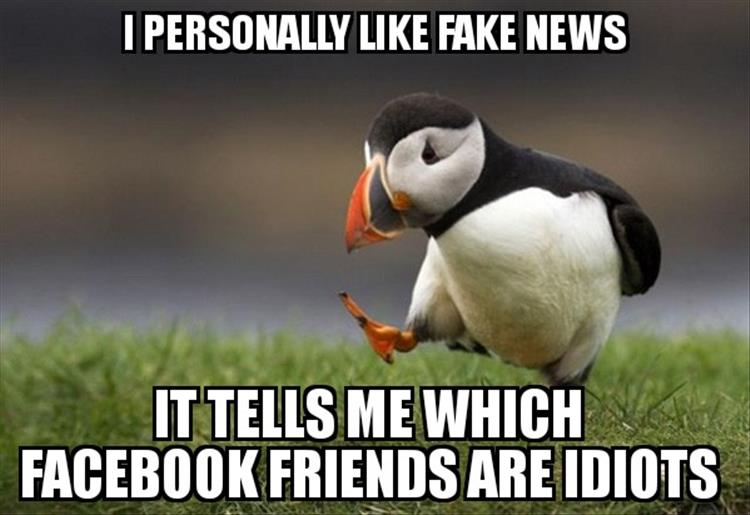 I PERSONALLY LIKE FAKE NEWS
IT TELLS ME WHICH
FACEBOOK FRIENDS ARE IDIOTS